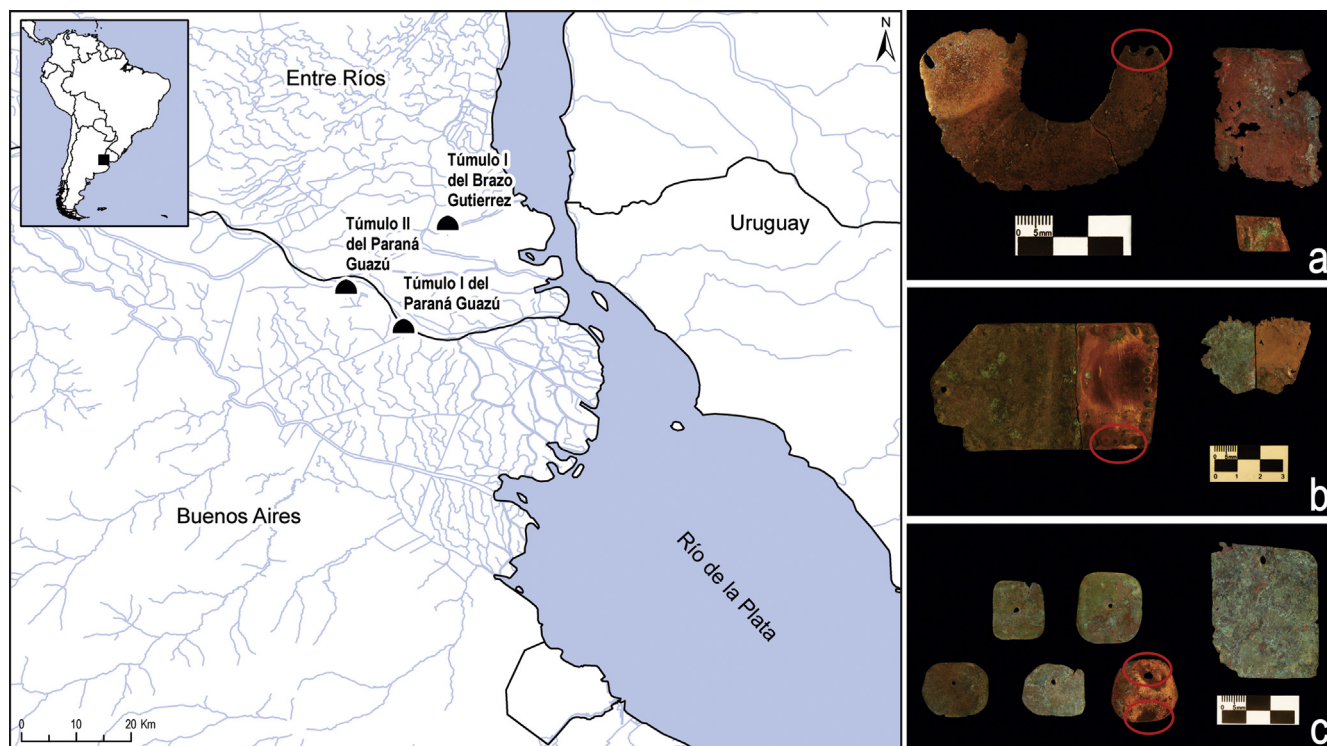 N
Entre Ríos
Túmulo I
del Brazo
Gutierrez
Túmulo II
del Paraná
Guazú
Túmulo I del
Paraná Guazú
Uruguay
Buenos Aires
Río de la Plata
0 10 20 Km
0 5mm
a
0 5mm
0 1 2 3
b
0 5mm
c